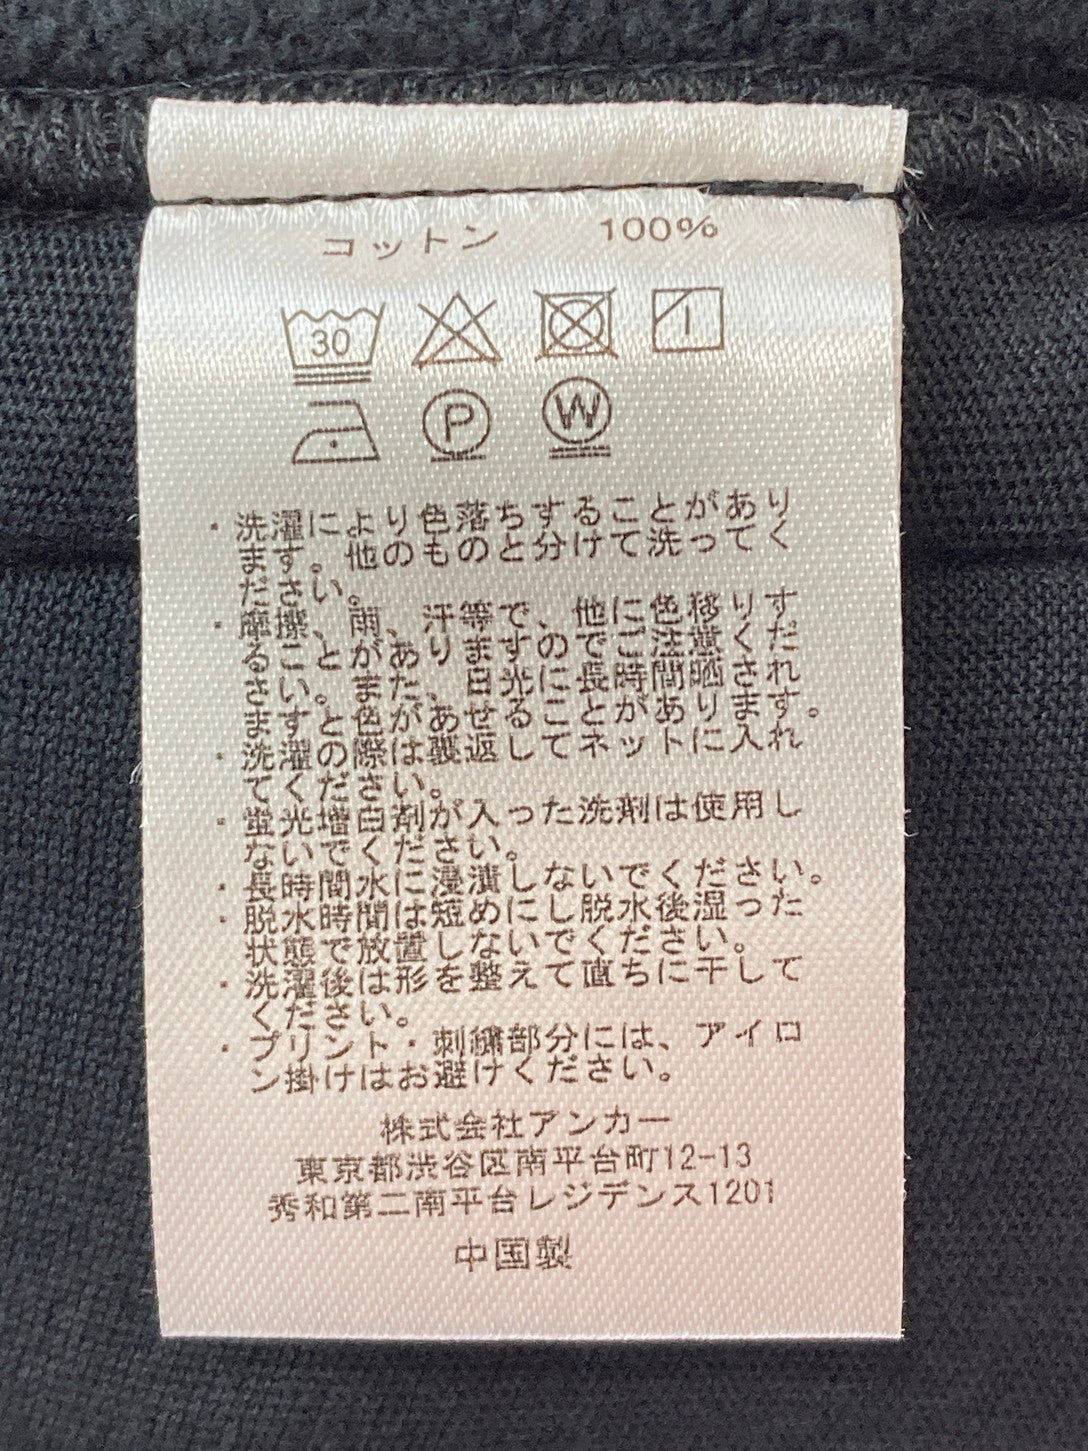 コットン 100%
30
P W
・洗濯により色落ちすることがあり
ます。他のものと分けて洗ってく
ださい。
・摩擦、雨、汗等で、他に色移りす
ることがありますのでご注意くだ
さい。また、日光に長時間晒され
ますと色があせることがあります。
・洗濯の際は裏返してネットに入れ
てください。
・蛍光増白剤が入った洗剤は使用し
ないでください。
・長時間水に浸漬しないでください。
・脱水時間は短めにし脱水後湿った
状態で放置しないでください。
・洗濯後は形を整えて直ちに干して
ください。
・プリント・刺繍部分には、アイロ
ン掛けはお避けください。
株式会社アンカー
東京都渋谷区南平台町12-13
秀和第二南平台レジデンス1201
中国製